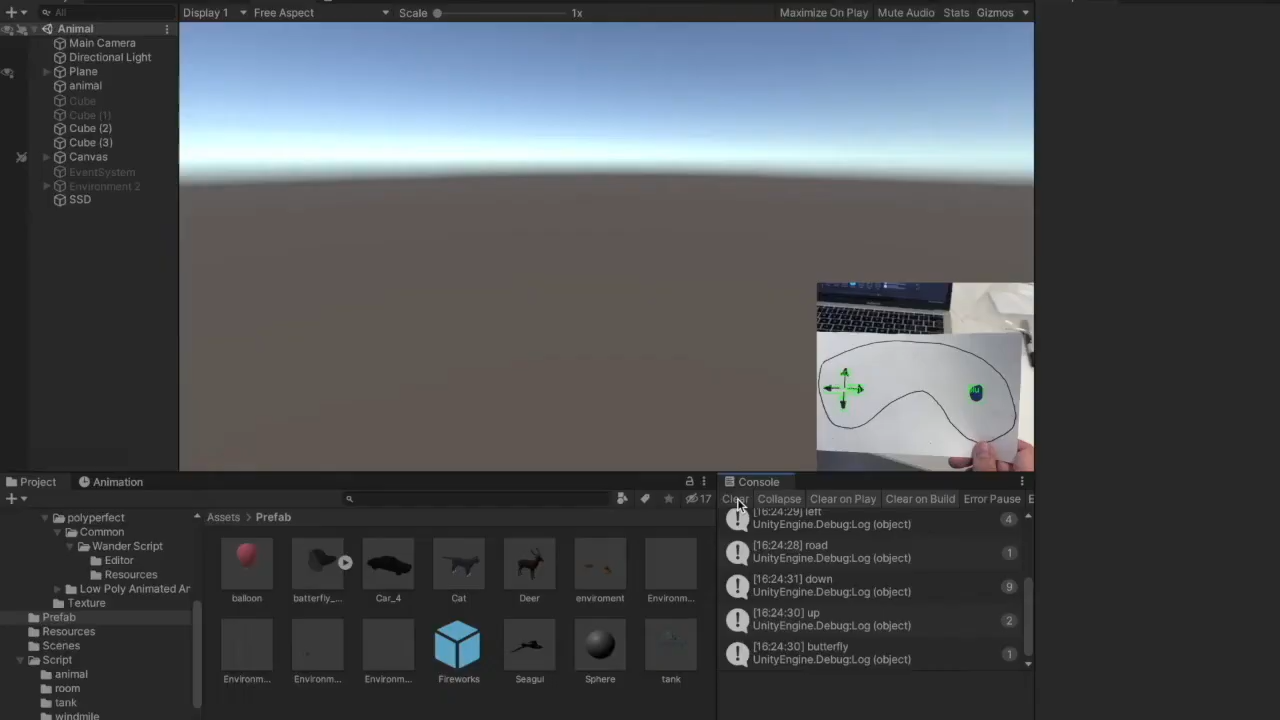 All
Display 1
Free Aspect
Scale
1x
Maximize On Play
Mute Audio
Stats
Gizmos
Animal
Main Camera
Directional Light
Plane
animal
Cube
Cube (1)
Cube (2)
Cube (3)
Canvas
EventSystem
Environment 2
SSD
Project
Animation
17
polyperfect
Common
Wander Script
Editor
Resources
Low Poly Animated An
Texture
Prefab
Resources
Scenes
Script
animal
room
tank
windmile
Assets
Prefab
balloon
batterfly_...
Car_4
Cat
Deer
enviroment
Environm...
Environm...
Environm...
Environm...
Fireworks
Seagul
Sphere
tank
Console
Clear
Collapse
Clear on Play
Clear on Build
Error Pause
E
[16:24:29] left
UnityEngine.Debug:Log (object)
4
[16:24:28] road
UnityEngine.Debug:Log (object)
1
[16:24:31] down
UnityEngine.Debug:Log (object)
9
[16:24:30] up
UnityEngine.Debug:Log (object)
2
[16:24:30] butterfly
UnityEngine.Debug:Log (object)
1